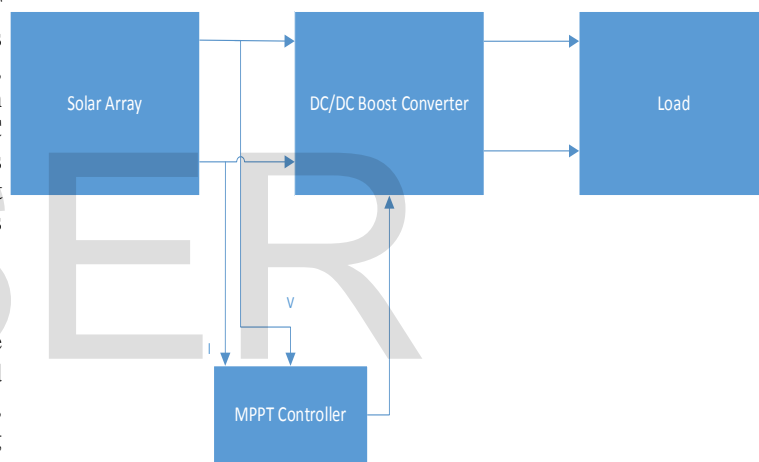 Solar Array
DC/DC Boost Converter
Load
V
I
MPPT Controller